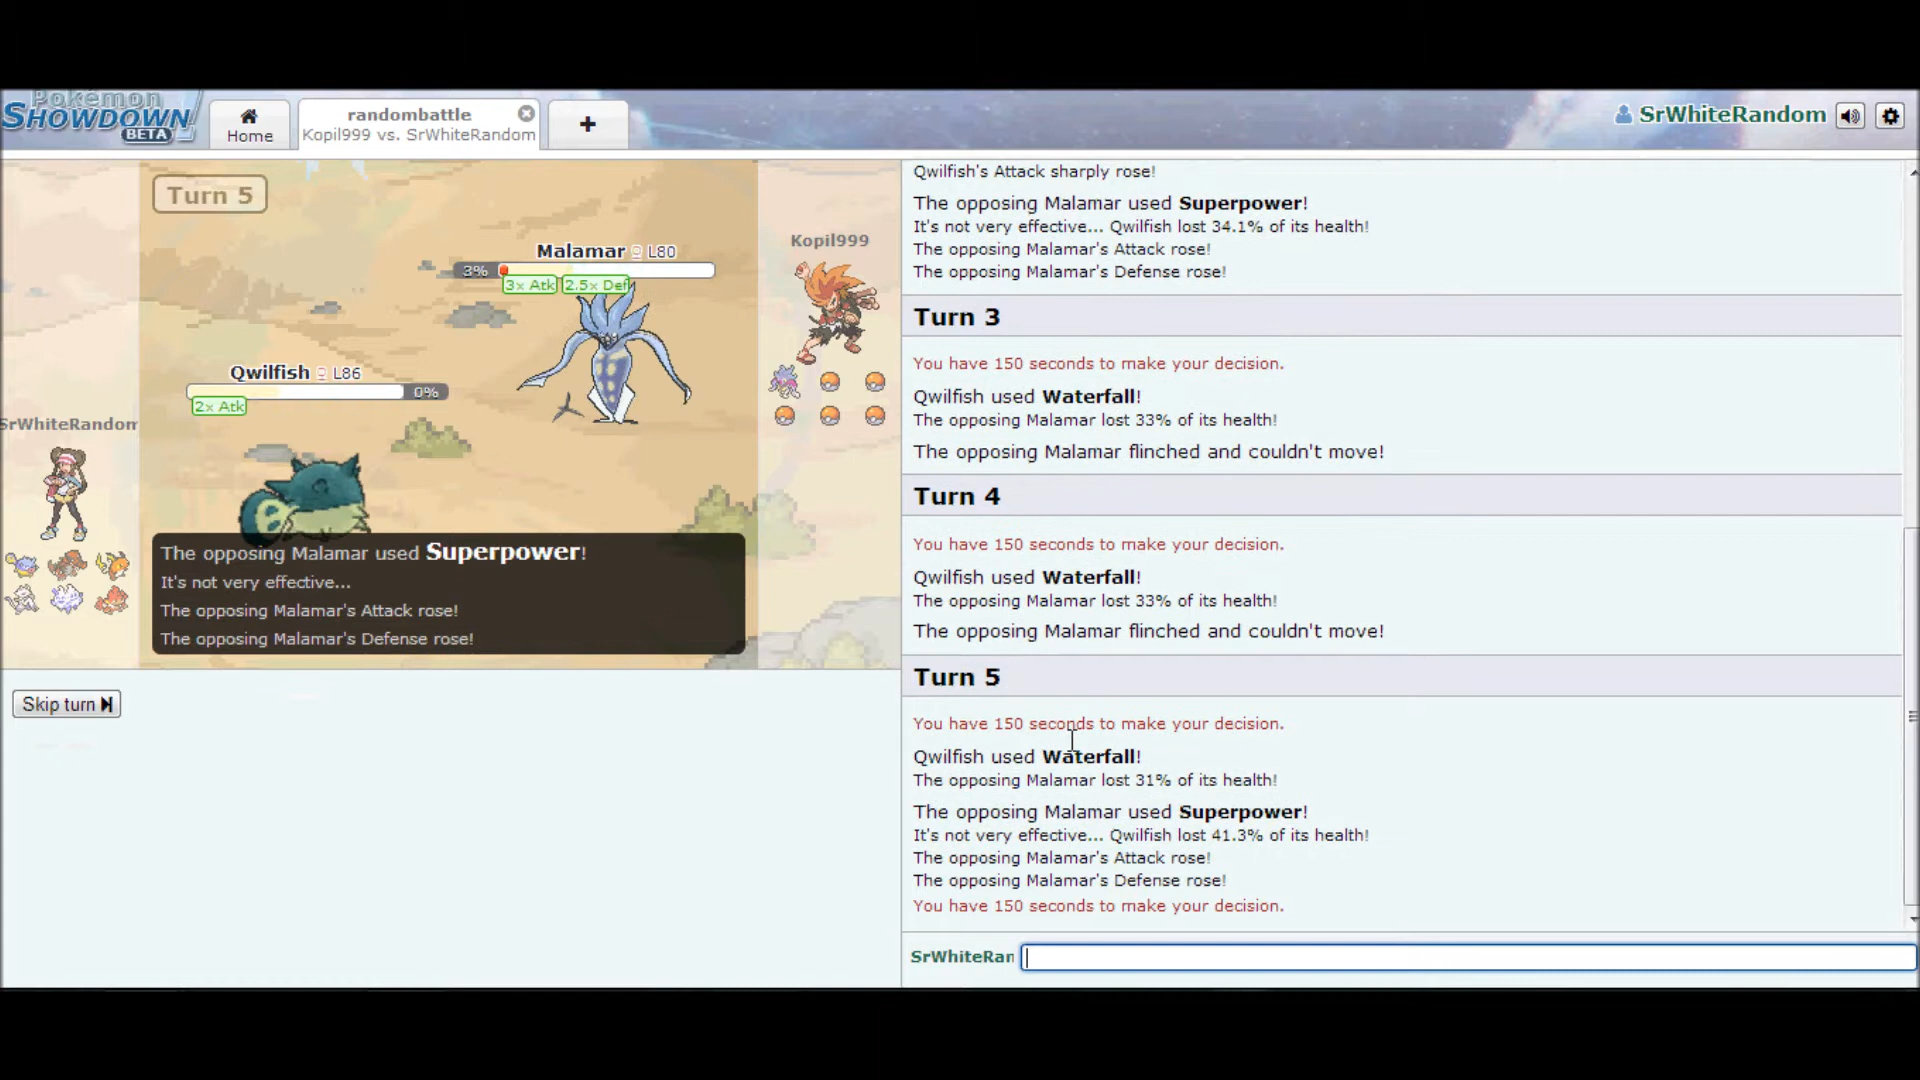 Pokémon
SHOWDOWN
BETA
Home
randombattle
Kopil999 vs. SrWhiteRandom
+
SrWhiteRandom
Turn 5
Malamar L80
3%
3x Atk 2.5x Def
Qwilfish L86
0%
2x Atk
Kopil999
SrWhiteRandom
The opposing Malamar used Superpower!
It's not very effective...
The opposing Malamar's Attack rose!
The opposing Malamar's Defense rose!
Skip turn
Qwilfish's Attack sharply rose!
The opposing Malamar used Superpower!
It's not very effective... Qwilfish lost 34.1% of its health!
The opposing Malamar's Attack rose!
The opposing Malamar's Defense rose!
Turn 3
You have 150 seconds to make your decision.
Qwilfish used Waterfall!
The opposing Malamar lost 33% of its health!
The opposing Malamar flinched and couldn't move!
Turn 4
You have 150 seconds to make your decision.
Qwilfish used Waterfall!
The opposing Malamar lost 33% of its health!
The opposing Malamar flinched and couldn't move!
Turn 5
You have 150 seconds to make your decision.
Qwilfish used Waterfall!
The opposing Malamar lost 31% of its health!
The opposing Malamar used Superpower!
It's not very effective... Qwilfish lost 41.3% of its health!
The opposing Malamar's Attack rose!
The opposing Malamar's Defense rose!
You have 150 seconds to make your decision.
SrWhiteRan